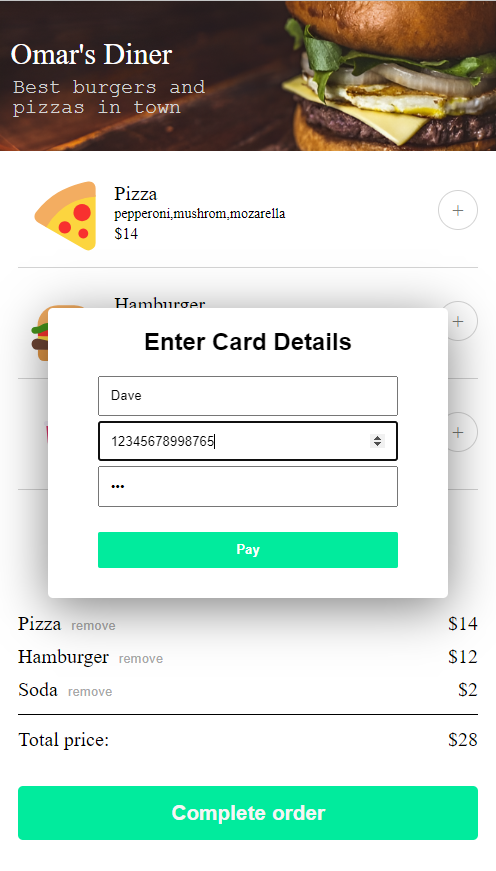 Omar's Diner
Best burgers and
pizzas in town
Pizza
pepperoni,mushrom,mozarella
$14
+
Hamburger
+
+
Enter Card Details
Dave
12345678998765
•••
Pay
Pizza remove $14
Hamburger remove $12
Soda remove $2
Total price: $28
Complete order